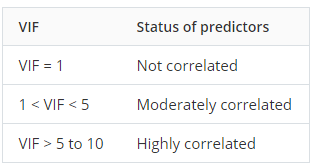 VIF Status of predictors
VIF = 1 Not correlated
1 < VIF < 5 Moderately correlated
VIF > 5 to 10 Highly correlated